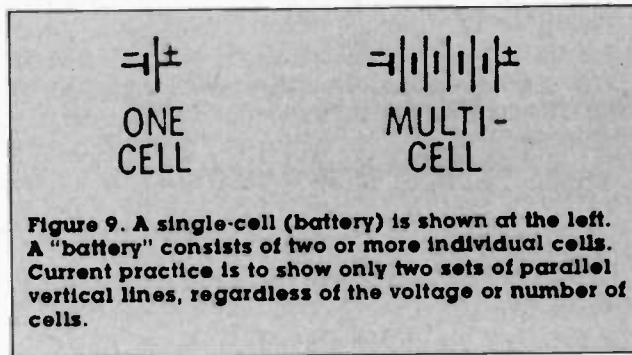 ONE
CELL
MULTI-
CELL
Figure 9. A single-cell (battery) is shown at the left.
A "battery" consists of two or more individual cells.
Current practice is to show only two sets of parallel
vertical lines, regardless of the voltage or number of
cells.